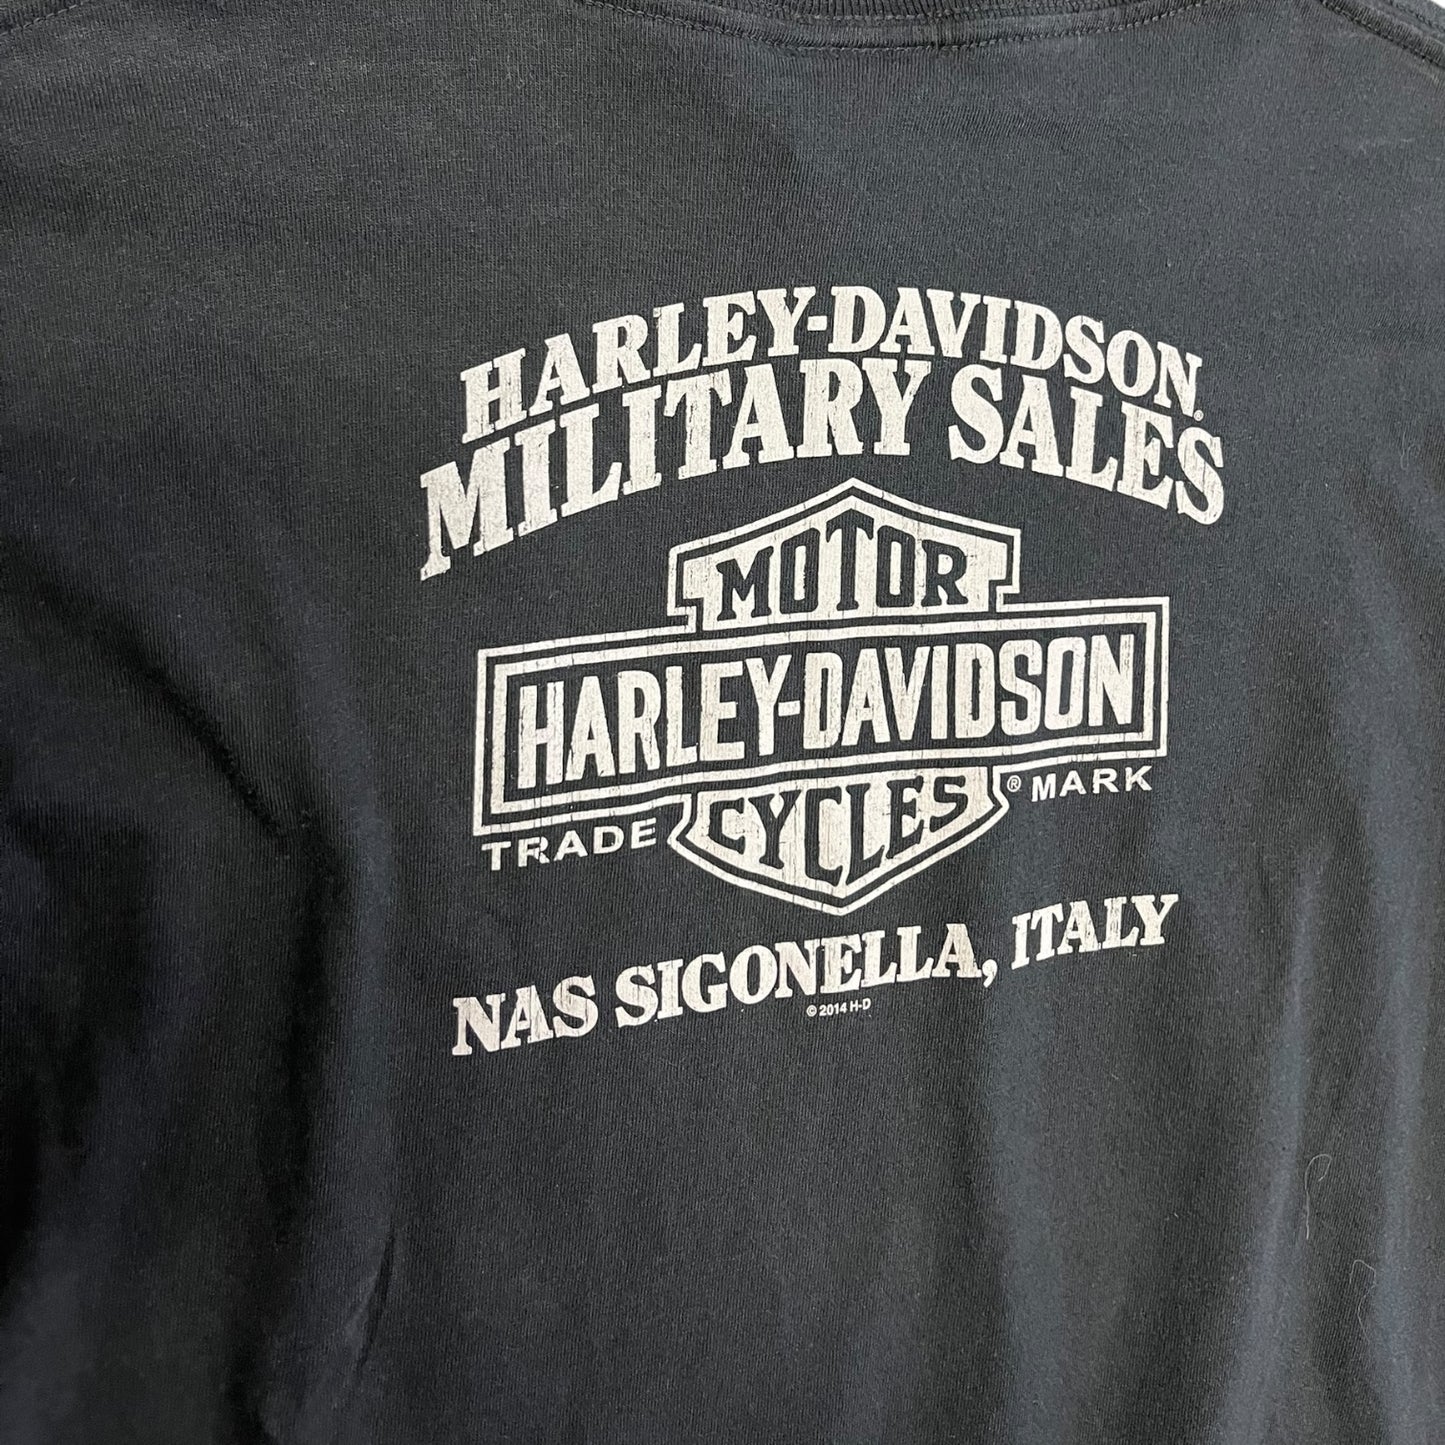 HARLEY-DAVIDSON®
MILITARY SALES
MOTOR
HARLEY-DAVIDSON
CYCLES
TRADE ® MARK
NAS SIGONELLA, ITALY
© 2014 H-D